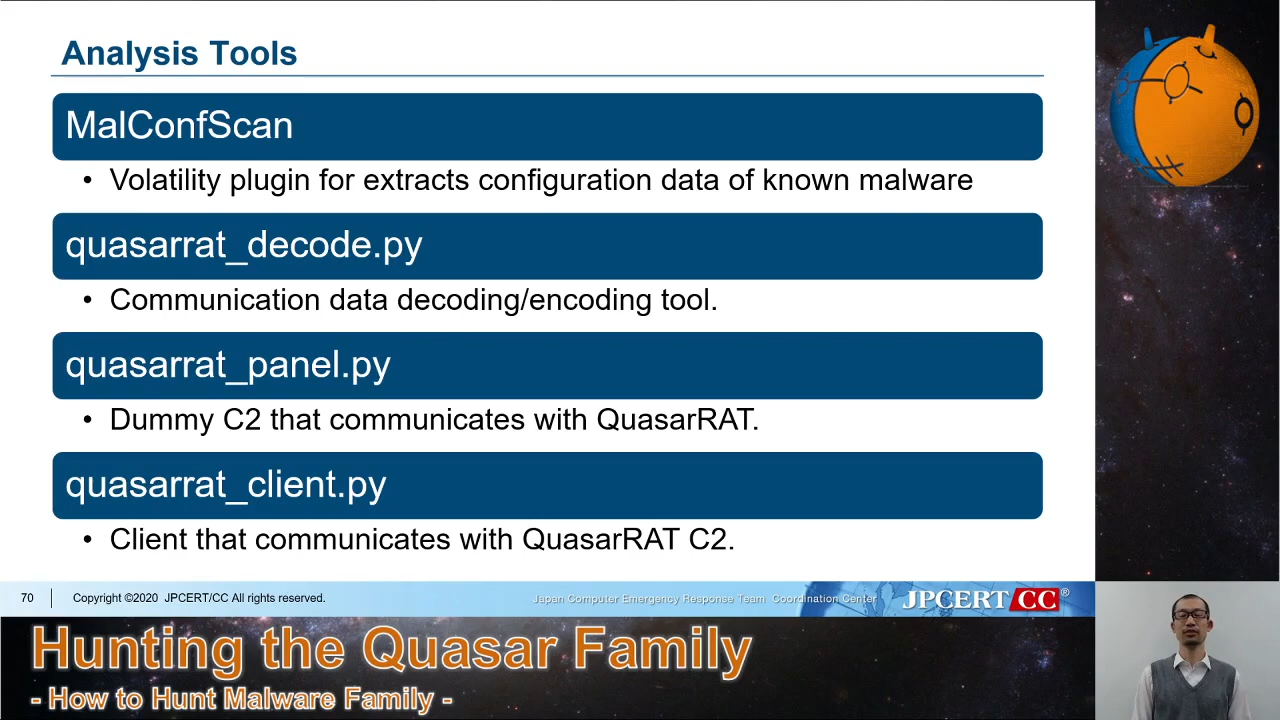 Analysis Tools
MalConfScan
• Volatility plugin for extracts configuration data of known malware
quasarrat_decode.py
• Communication data decoding/encoding tool.
quasarrat_panel.py
• Dummy C2 that communicates with QuasarRAT.
quasarrat_client.py
• Client that communicates with QuasarRAT C2.
70 Copyright ©2020 JPCERT/CC All rights reserved. Japan Computer Emergency Response Team Coordination Center JPCERT CC®
Hunting the Quasar Family
- How to Hunt Malware Family -